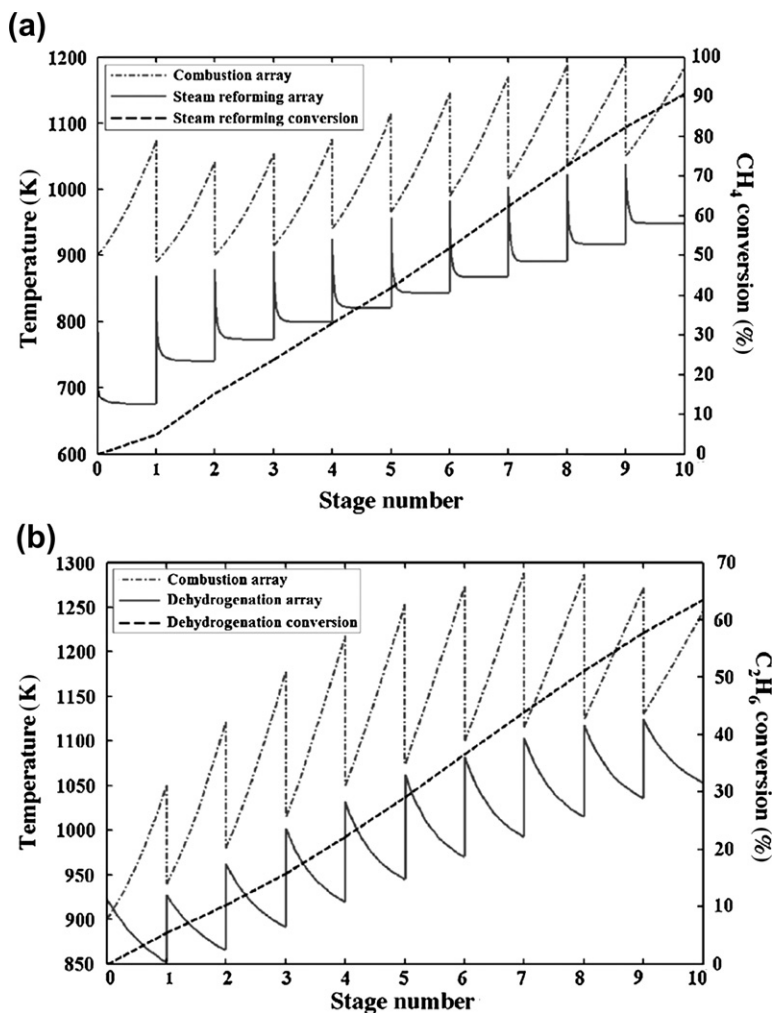 (a)
1200
1100
1000
900
800
700
600
Temperature (K)
Combustion array
Steam reforming array
Steam reforming conversion
100
90
80
70
60
50
40
30
20
10
0
CH4 conversion (%)
0 1 2 3 4 5 6 7 8 9 10
Stage number
(b)
1300
1250
1200
1150
1100
1050
1000
950
900
850
Temperature (K)
Combustion array
Dehydrogenation array
Dehydrogenation conversion
70
60
50
40
30
20
10
0
C2H6 conversion (%)
0 1 2 3 4 5 6 7 8 9 10
Stage number